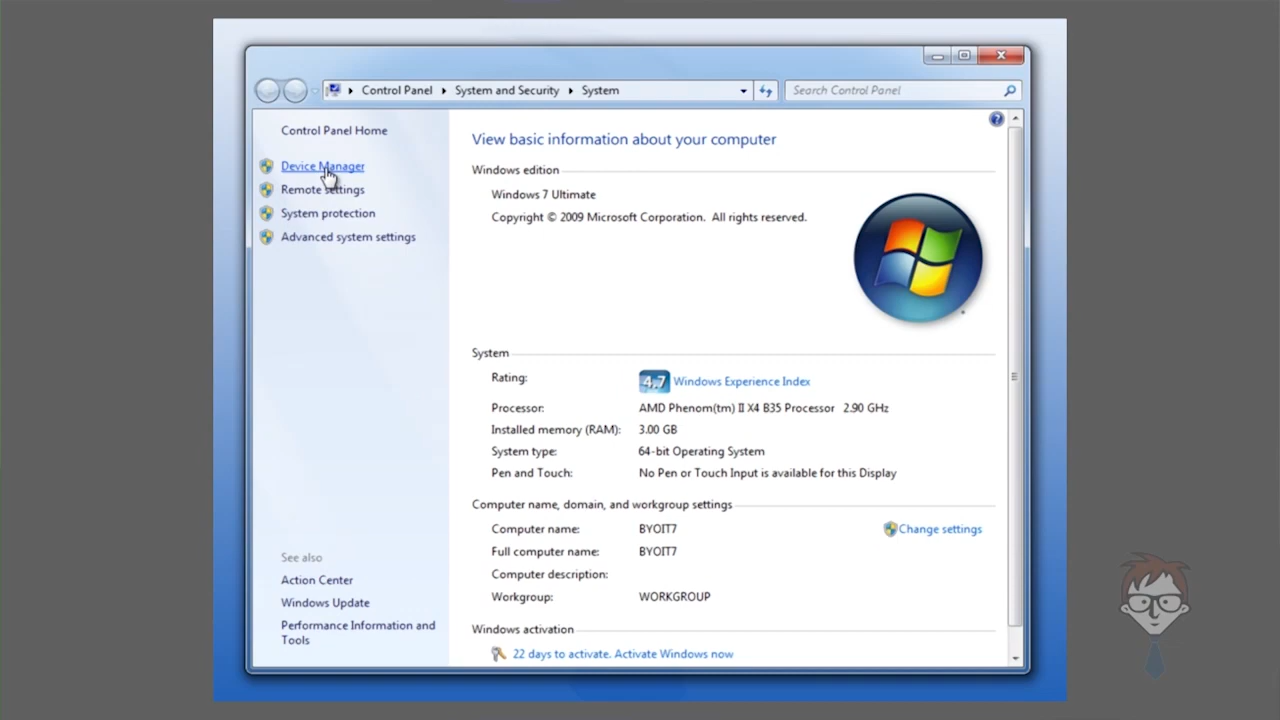 Control Panel
System and Security
System
Search Control Panel
Control Panel Home
Device Manager
Remote settings
System protection
Advanced system settings
See also
Action Center
Windows Update
Performance Information and
Tools
View basic information about your computer
Windows edition
Windows 7 Ultimate
Copyright © 2009 Microsoft Corporation. All rights reserved.
System
Rating: 4.7 Windows Experience Index
Processor: AMD Phenom(tm) II X4 B35 Processor 2.90 GHz
Installed memory (RAM): 3.00 GB
System type: 64-bit Operating System
Pen and Touch: No Pen or Touch Input is available for this Display
Computer name, domain, and workgroup settings
Computer name: BYOIT7 Change settings
Full computer name: BYOIT7
Computer description:
Workgroup: WORKGROUP
Windows activation
22 days to activate. Activate Windows now